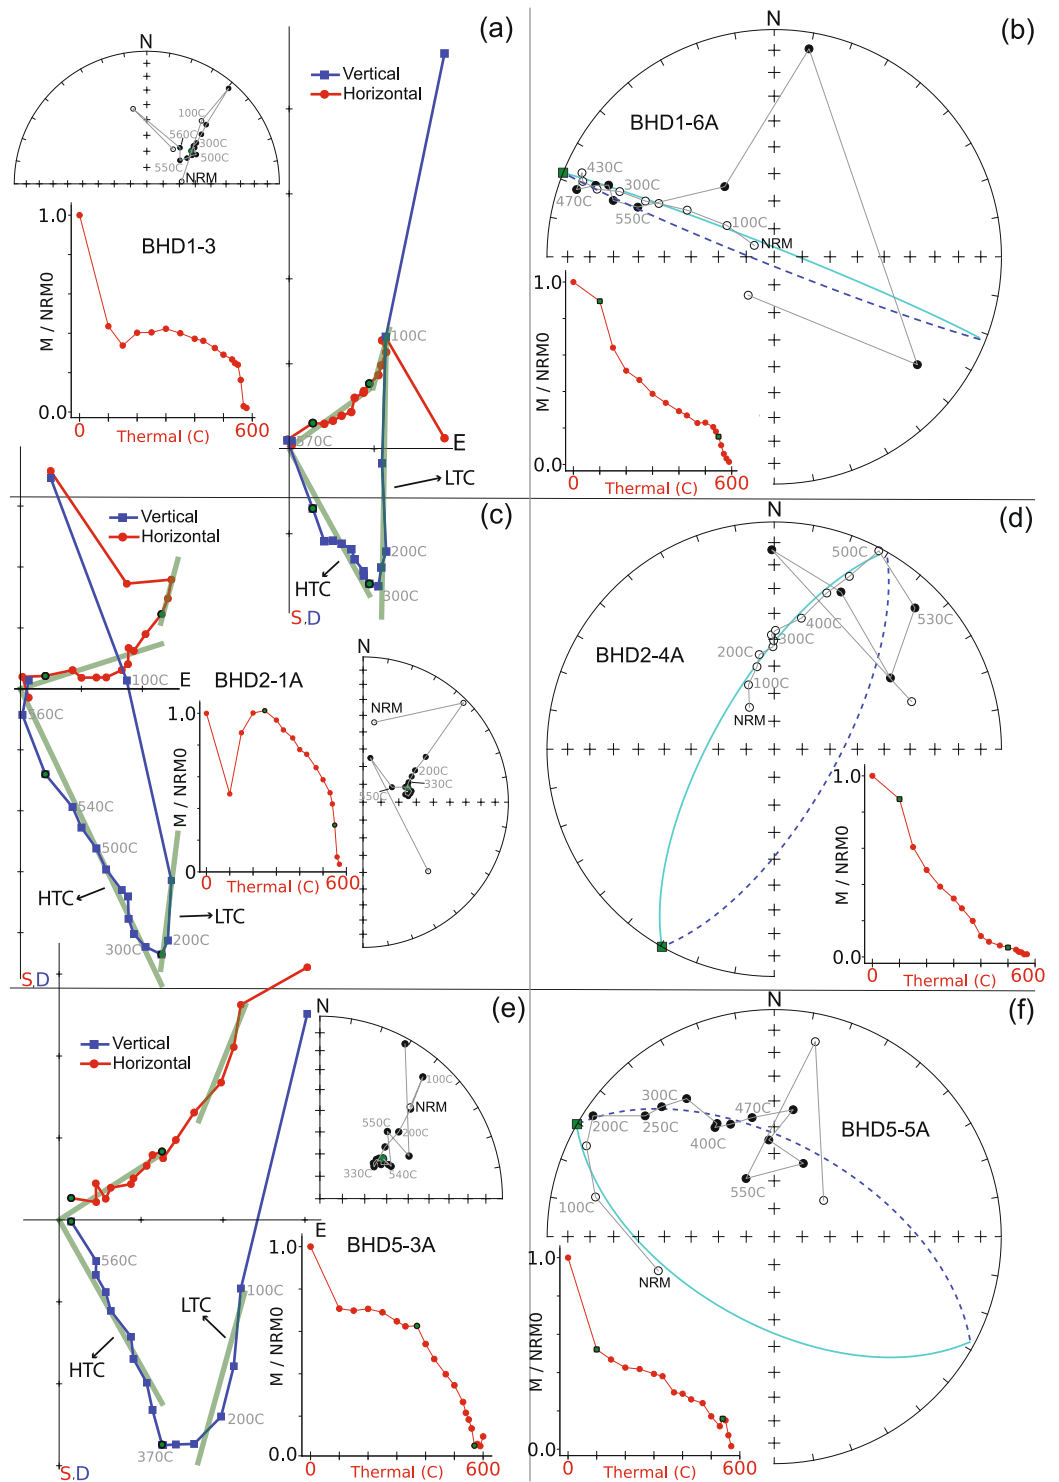 (a)
N
Vertical
Horizontal
100C
560C
300C
500C
550C
NRM
BHD1-3
1.0
M / NRM0
0.0
0
Thermal (C)
600
100C
E
570C
LTC
200C
HTC
300C
S,D
(b)
N
BHD1-6A
430C
300C
470C
550C
100C
NRM
1.0
M / NRM0
0.0
0
Thermal (C)
600
(c)
Vertical
Horizontal
100C
E
560C
BHD2-1A
540C
500C
HTC
LTC
300C
200C
S,D
1.0
M / NRM0
0
0
Thermal (C)
600
N
NRM
200C
330C
550C
(d)
N
500C
BHD2-4A
400C
300C
530C
200C
100C
NRM
1.0
M / NRM0
0.0
0
Thermal (C)
600
(e)
Vertical
Horizontal
N
100C
NRM
550C
200C
330C
540C
E
BHD5-3A
560C
100C
LTC
HTC
200C
370C
S,D
1.0
M / NRM0
0.0
0
Thermal (C)
600
(f)
N
300C
470C
200C
250C
400C
BHD5-5A
100C
550C
NRM
1.0
M / NRM0
0.0
0
Thermal (C)
600